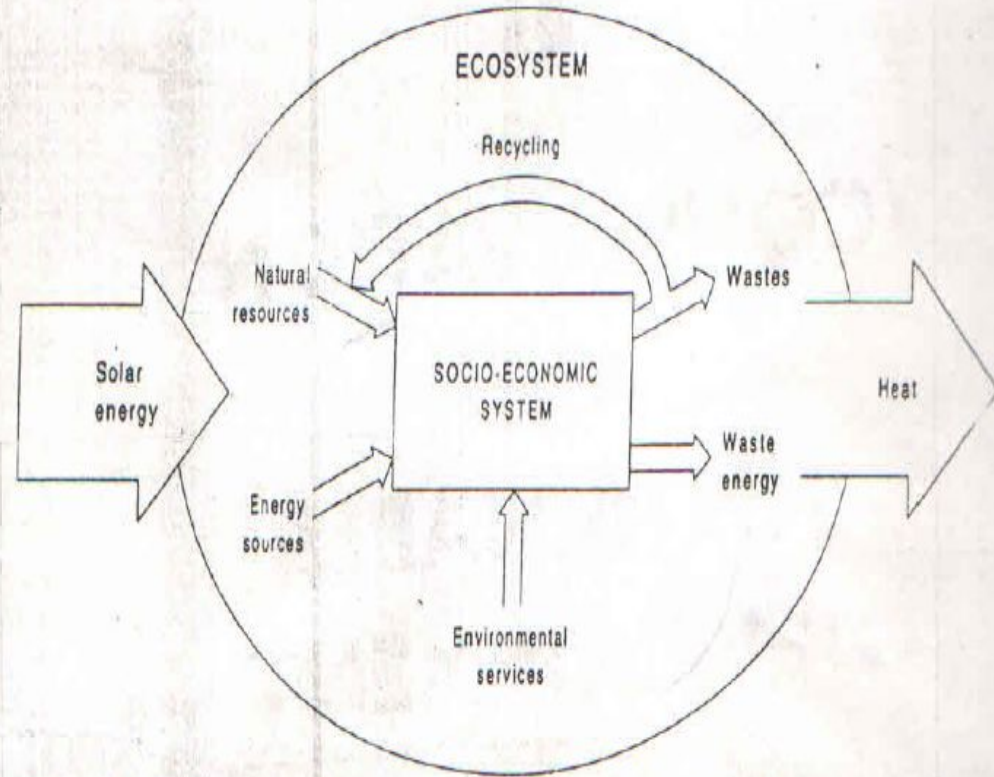 ECOSYSTEM
Recycling
Natural
resources
Wastes
Solar
energy
SOCIO-ECONOMIC
SYSTEM
Heat
Waste
energy
Energy
sources
Environmental
services